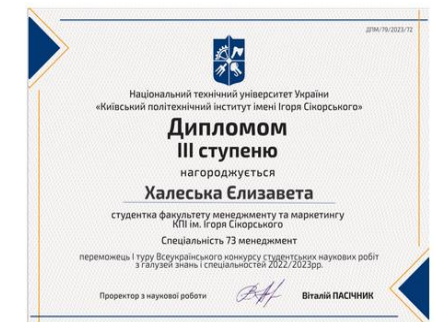 ДПМ/79/2023/72
Національний технічний університет України
«Київський політехнічний інститут імені Ігоря Сікорського»
Дипломом
III ступеню
нагороджується
Халеська Єлизавета
студентка факультету менеджменту та маркетингу
КПІ ім. Ігоря Сікорського
Спеціальність 73 менеджмент
переможець I туру Всеукраїнського конкурсу студентських наукових робіт
з галузей знань і спеціальностей 2022/2023рр.
Проректор з наукової роботи Віталій ПАСІЧНИК